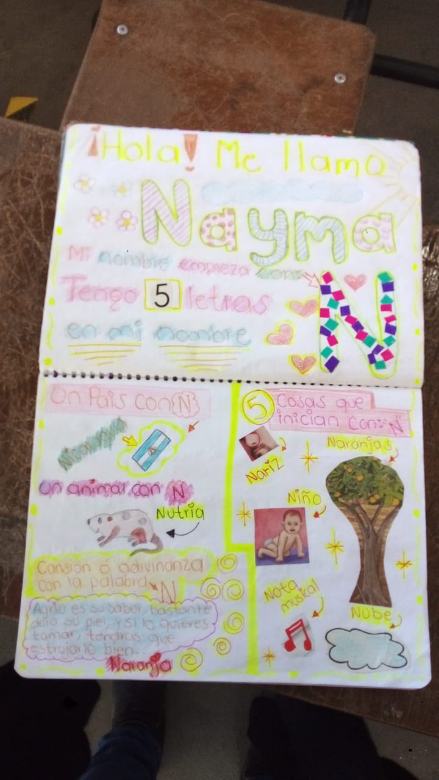 ¡Hola! Me llamo
Nayma
Mi nombre empieza con:
N
Tengo 5 letras
en mi nombre
Un País con (N)
Nicaragua
un animal con N
Nutria
Canción ó adivinanza
con la palabra N
Agrio es su sabor, bastante
dura su piel y si lo quieres
tomar, tendras que
estrujarlo bien.
Naranja
5 Cosas que
inician con: N
Naranjas
Nariz
Niño
Nota
musical
Nube